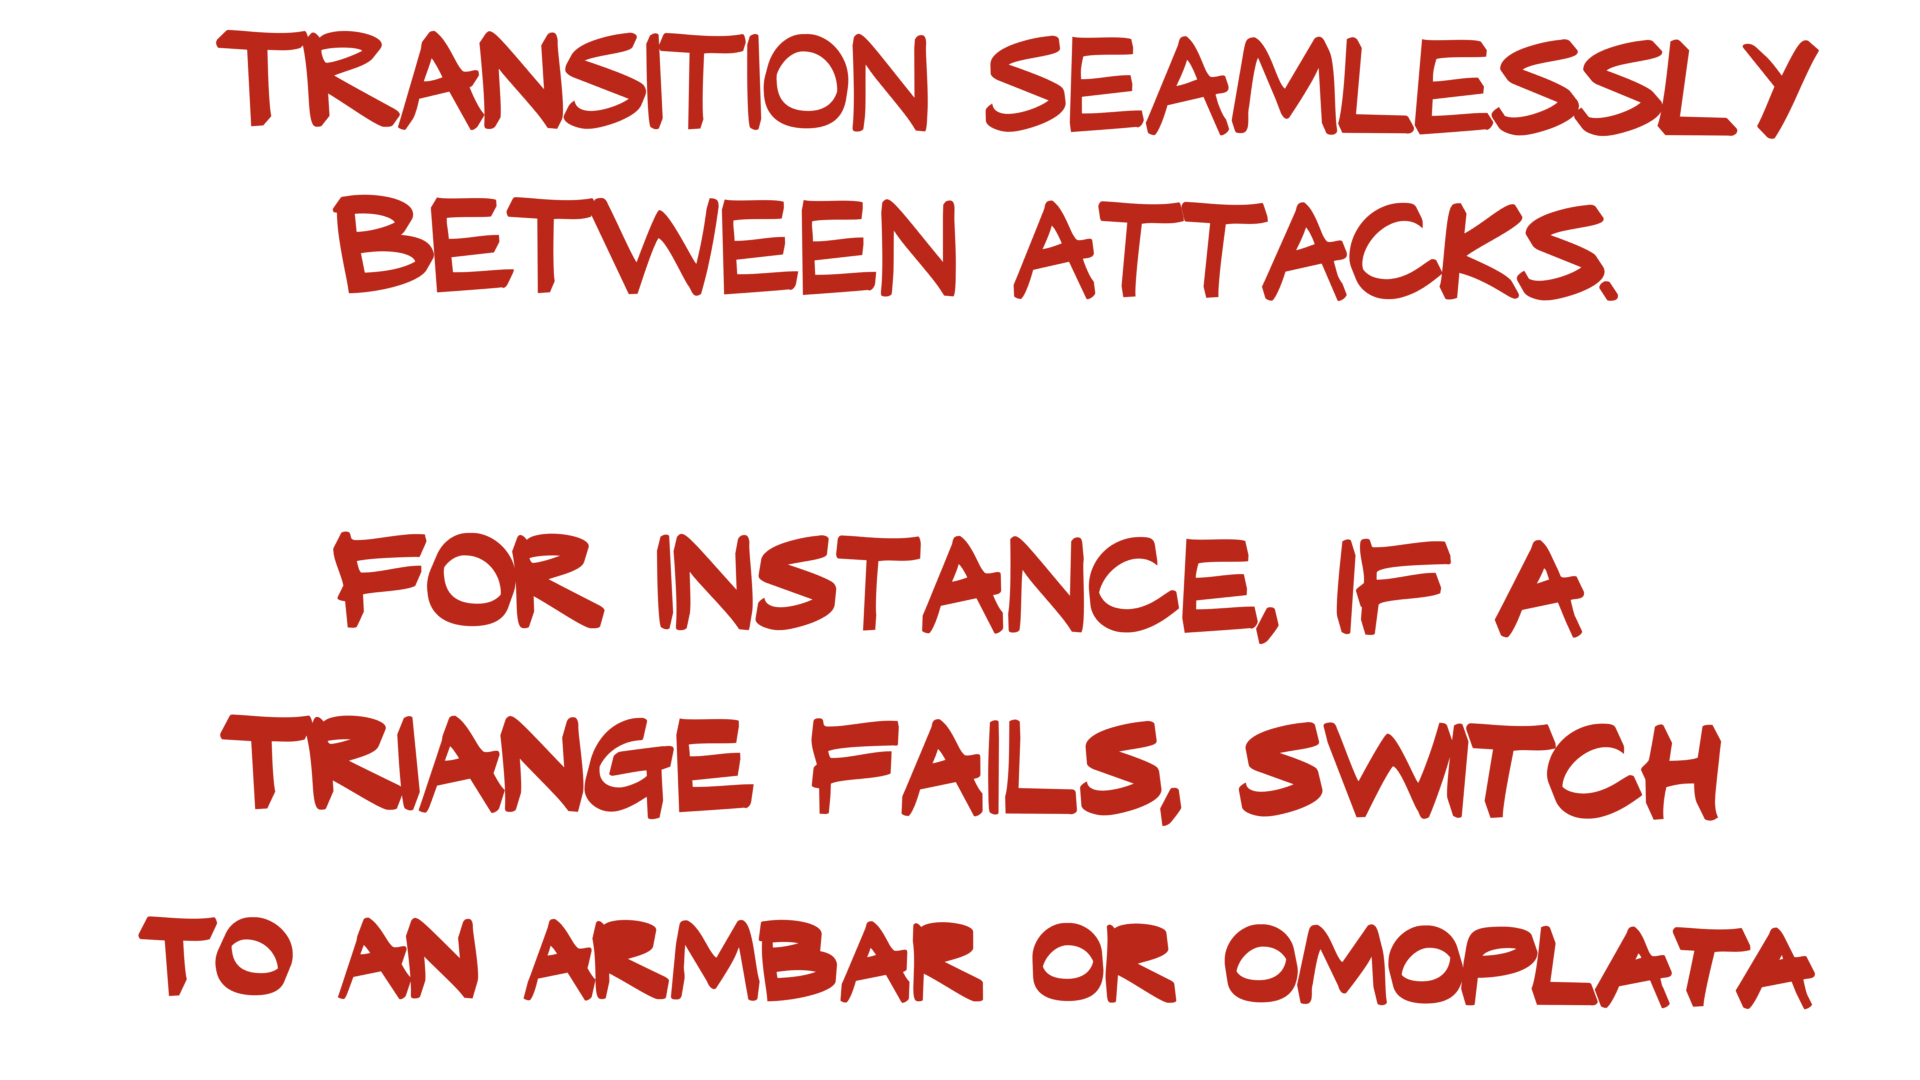 TRANSITION SEAMLESSLY
BETWEEN ATTACKS.
FOR INSTANCE, IF A
TRIANGE FAILS, SWITCH
TO AN ARMBAR OR OMOPLATA